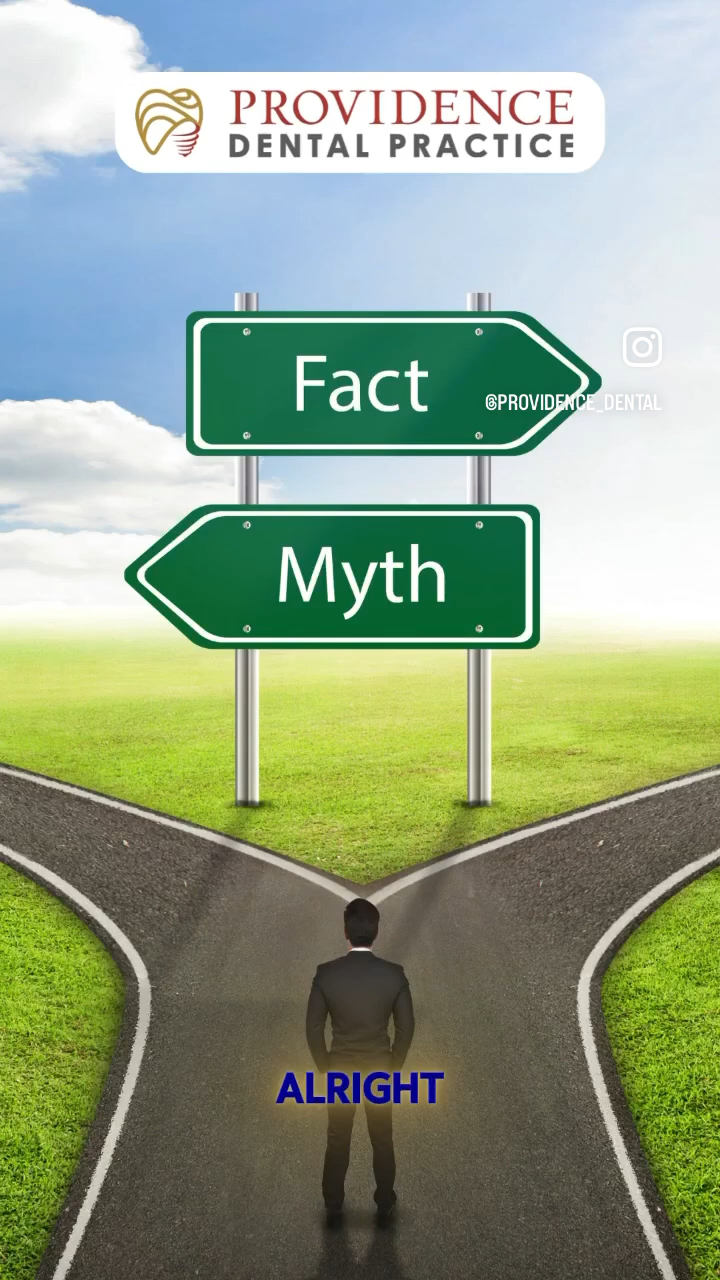 PROVIDENCE
DENTAL PRACTICE
Fact
@PROVIDENCE_DENTAL
Myth
ALRIGHT